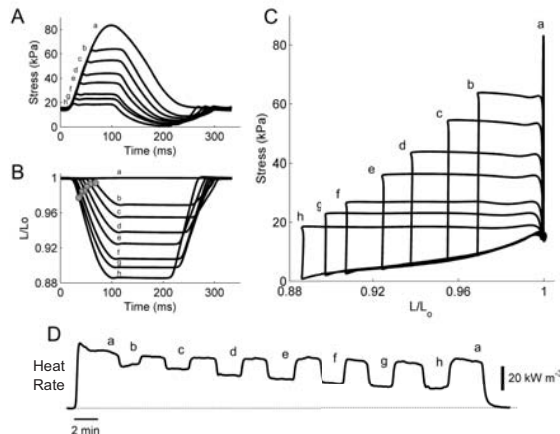 A
80
60
40
20
0
Stress (kPa)
a
b
c
d
e
f
g
h
0
100
200
300
Time (ms)
B
1
0.96
0.92
0.88
L/Lo
a
b
c
d
e
f
g
h
0
100
200
300
Time (ms)
C
80
60
40
20
0
Stress (kPa)
a
b
c
d
e
f
g
h
0.88
0.92
0.96
1
L/Lo
D
Heat
Rate
a b c d e f g h a
20 kW m-3
2 min